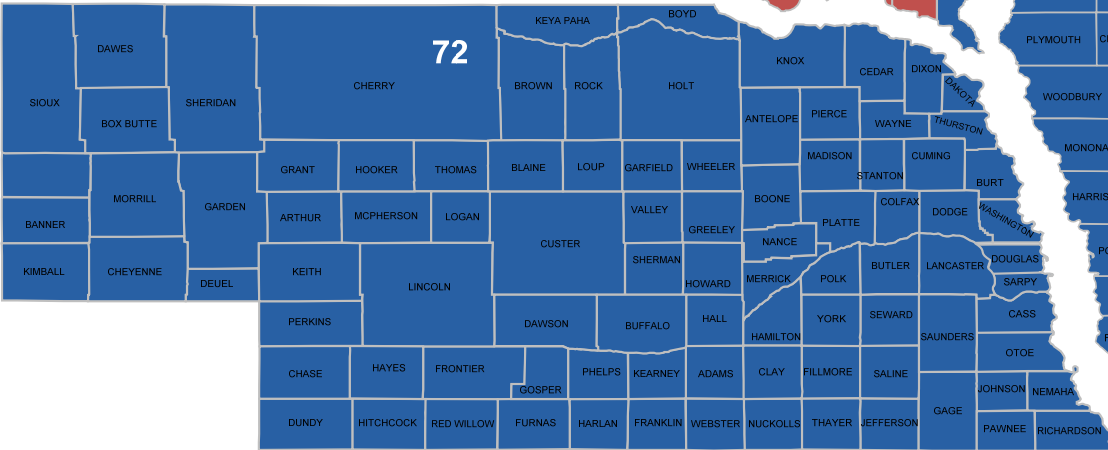 KEYA PAHA
BOYD
72
DAWES
PLYMOUTH
CHERRY
KNOX
CEDAR
DIXON
SIOUX
SHERIDAN
BROWN
ROCK
HOLT
DAKOTA
WOODBURY
BOX BUTTE
ANTELOPE
PIERCE
WAYNE
THURSTON
MONONA
GRANT
HOOKER
THOMAS
BLAINE
LOUP
GARFIELD
WHEELER
MADISON
STANTON
CUMING
BURT
MORRILL
GARDEN
ARTHUR
MCPHERSON
LOGAN
VALLEY
GREELEY
BOONE
PLATTE
COLFAX
DODGE
WASHINGTON
HARRIS
BANNER
CUSTER
NANCE
KIMBALL
CHEYENNE
DEUEL
KEITH
LINCOLN
SHERMAN
HOWARD
MERRICK
POLK
BUTLER
LANCASTER
DOUGLAS
SARPY
PERKINS
DAWSON
BUFFALO
HALL
HAMILTON
YORK
SEWARD
SAUNDERS
CASS
OTOE
CHASE
HAYES
FRONTIER
GOSPER
PHELPS
KEARNEY
ADAMS
CLAY
FILLMORE
SALINE
GAGE
JOHNSON
NEMAHA
DUNDY
HITCHCOCK
RED WILLOW
FURNAS
HARLAN
FRANKLIN
WEBSTER
NUCKOLLS
THAYER
JEFFERSON
PAWNEE
RICHARDSON